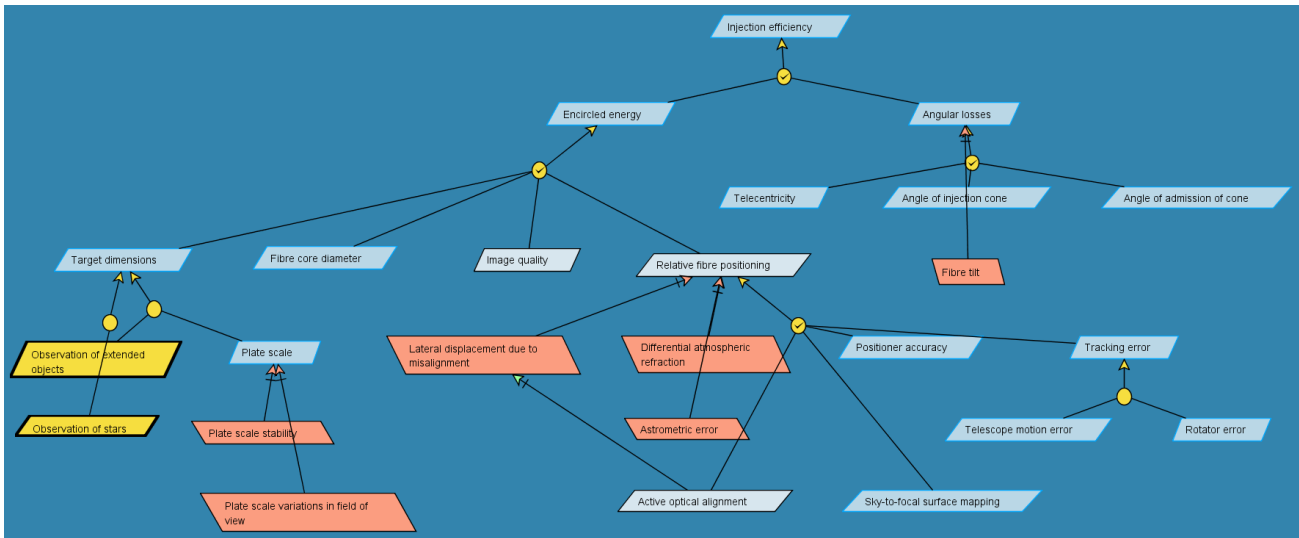 Injection efficiency
Encircled energy
Angular losses
Telecentricity
Angle of injection cone
Angle of admission of cone
Target dimensions
Fibre core diameter
Image quality
Relative fibre positioning
Fibre tilt
Observation of extended
objects
Plate scale
Lateral displacement due to
misalignment
Differential atmospheric
refraction
Positioner accuracy
Tracking error
Observation of stars
Plate scale stability
Astrometric error
Telescope motion error
Rotator error
Plate scale variations in field of
view
Active optical alignment
Sky-to-focal surface mapping